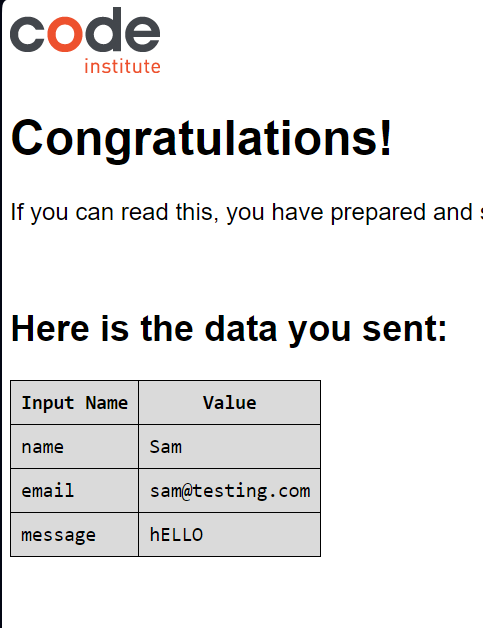 code
institute
Congratulations!
If you can read this, you have prepared and
Here is the data you sent:
Input Name Value
name Sam
email sam@testing.com
message hELLO